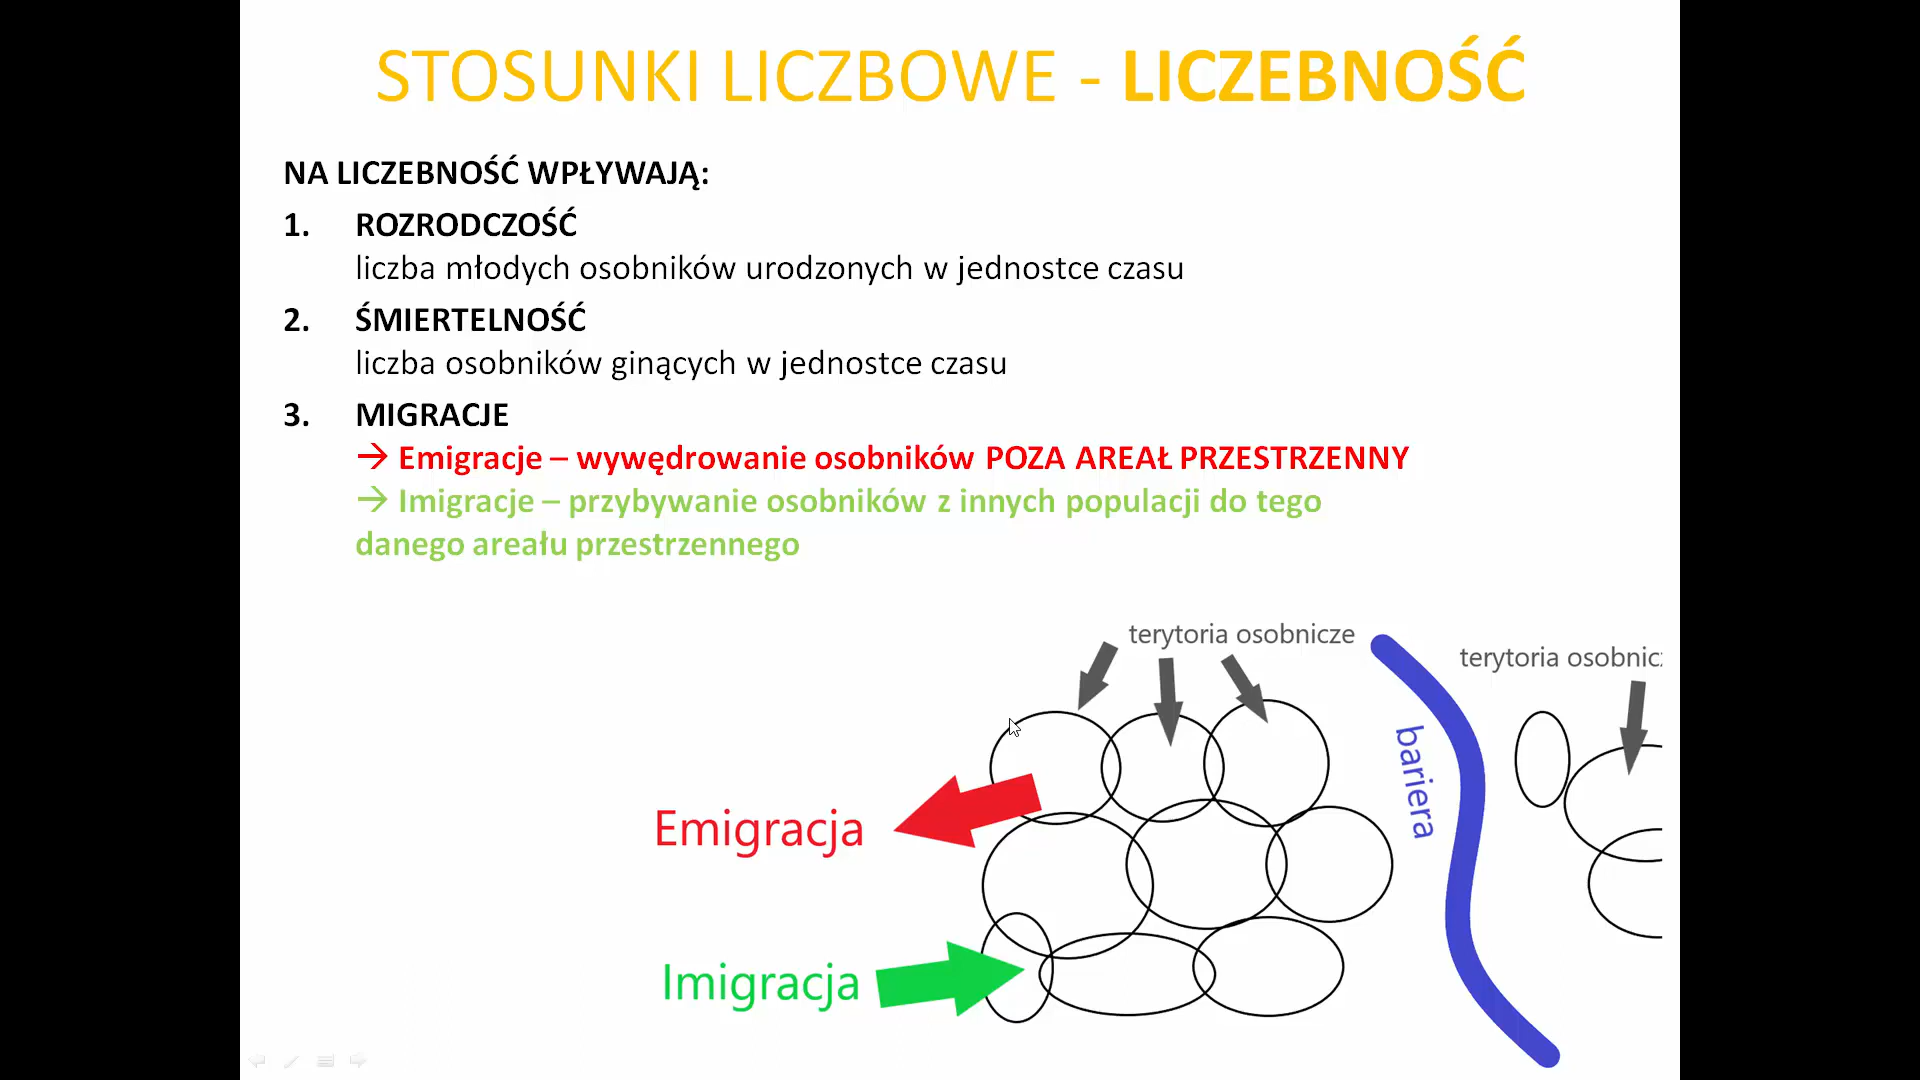 STOSUNKI LICZBOWE - LICZEBNOŚĆ
NA LICZEBNOŚĆ WPŁYWAJĄ:
1. ROZRODCZOŚĆ
liczba młodych osobników urodzonych w jednostce czasu
2. ŚMIERTELNOŚĆ
liczba osobników ginących w jednostce czasu
3. MIGRACJE
→ Emigracje – wywędrowanie osobników POZA AREAŁ PRZESTRZENNY
→ Imigracje – przybywanie osobników z innych populacji do tego
danego areału przestrzennego
terytoria osobnicze
terytoria osobnic
bariera
Emigracja
Imigracja